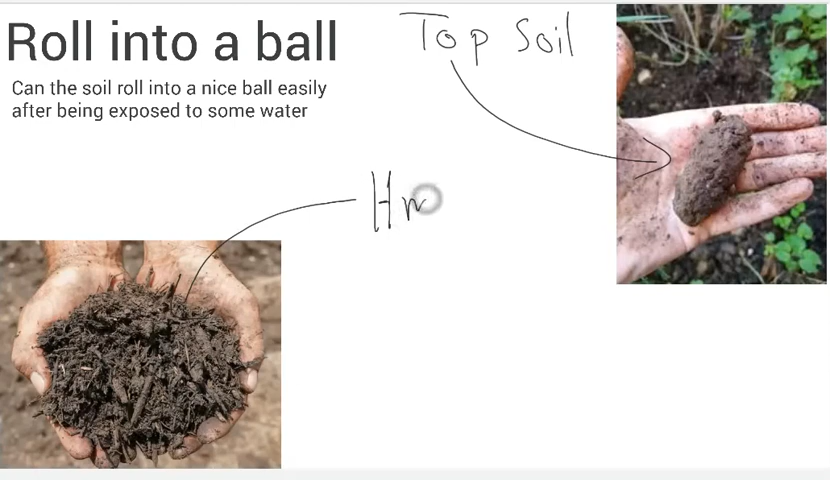 Roll into a ball
Can the soil roll into a nice ball easily
after being exposed to some water
Top Soil